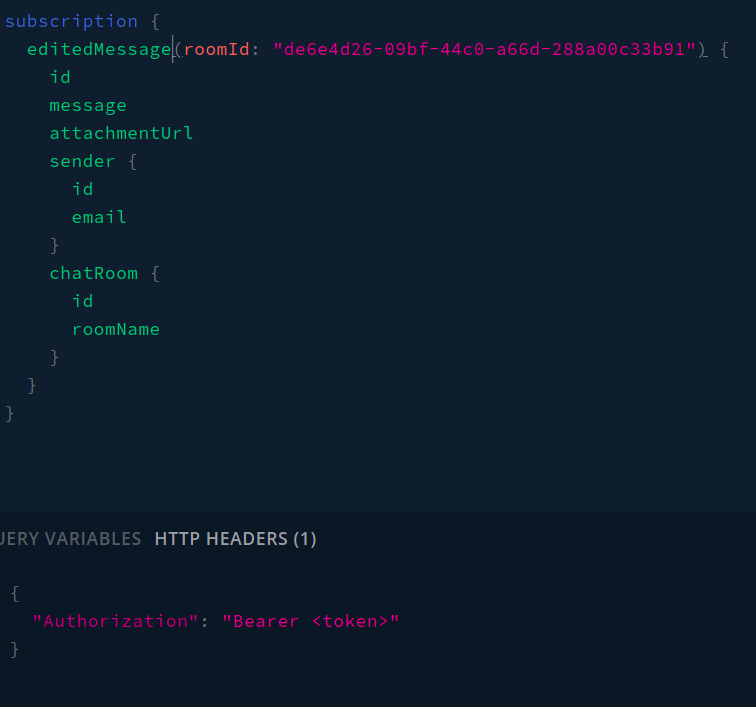 subscription {
editedMessage(roomId: "de6e4d26-09bf-44c0-a66d-288a00c33b91") {
id
message
attachmentUrl
sender {
id
email
}
chatRoom {
id
roomName
}
}
}
UERY VARIABLES HTTP HEADERS (1)
{
"Authorization": "Bearer <token>"
}